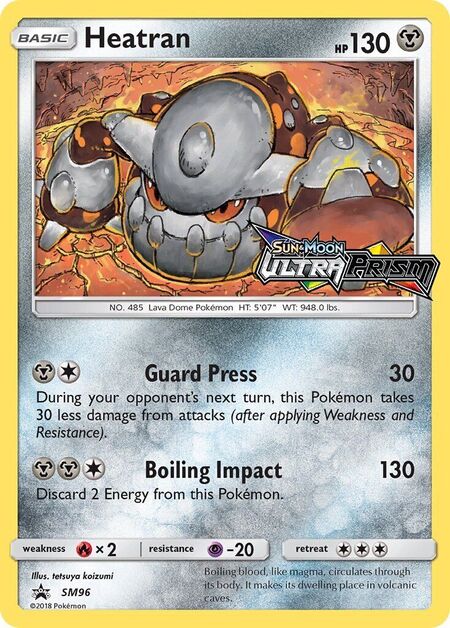 BASIC Heatran HP 130
SUN & MOON
ULTRA PRISM
NO. 485 Lava Dome Pokémon HT: 5'07" WT: 948.0 lbs.
Guard Press 30
During your opponent's next turn, this Pokémon takes
30 less damage from attacks (after applying Weakness and
Resistance).
Boiling Impact 130
Discard 2 Energy from this Pokémon.
weakness × 2 resistance -20 retreat
Illus. tetsuya koizumi
SM96
©2018 Pokémon
Boiling blood, like magma, circulates through
its body. It makes its dwelling place in volcanic
caves.